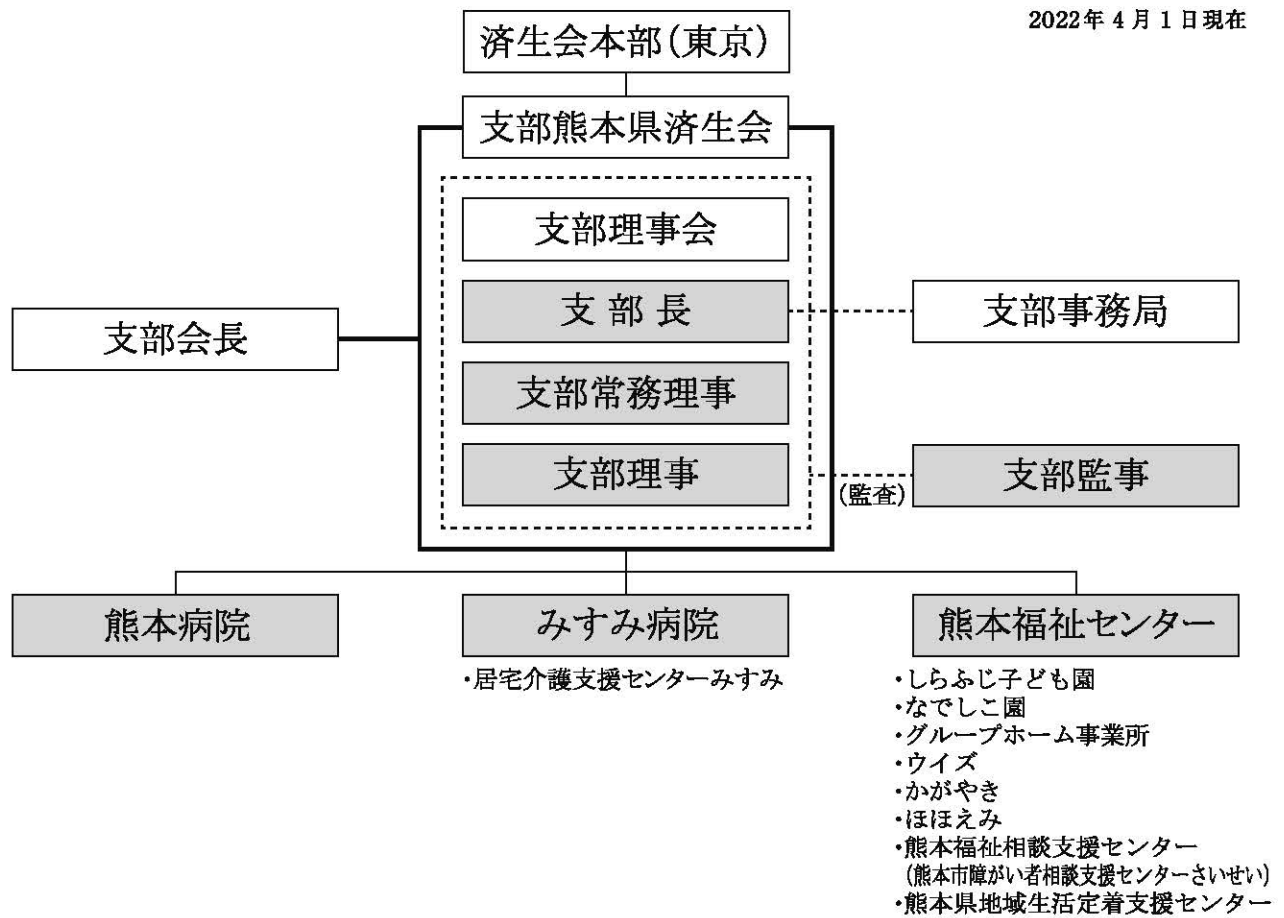 2022年4月1日現在
済生会本部(東京)
支部熊本県済生会
支部理事会
支部長
支部事務局
支部会長
支部常務理事
支部理事
支部監事
(監査)
熊本病院
みすみ病院
熊本福祉センター
・居宅介護支援センターみすみ
・しらふじ子ども園
・なでしこ園
・グループホーム事業所
・ウイズ
・かがやき
・ほほえみ
・熊本福祉相談支援センター
(熊本市障がい者相談支援センターさいせい)
・熊本県地域生活定着支援センター